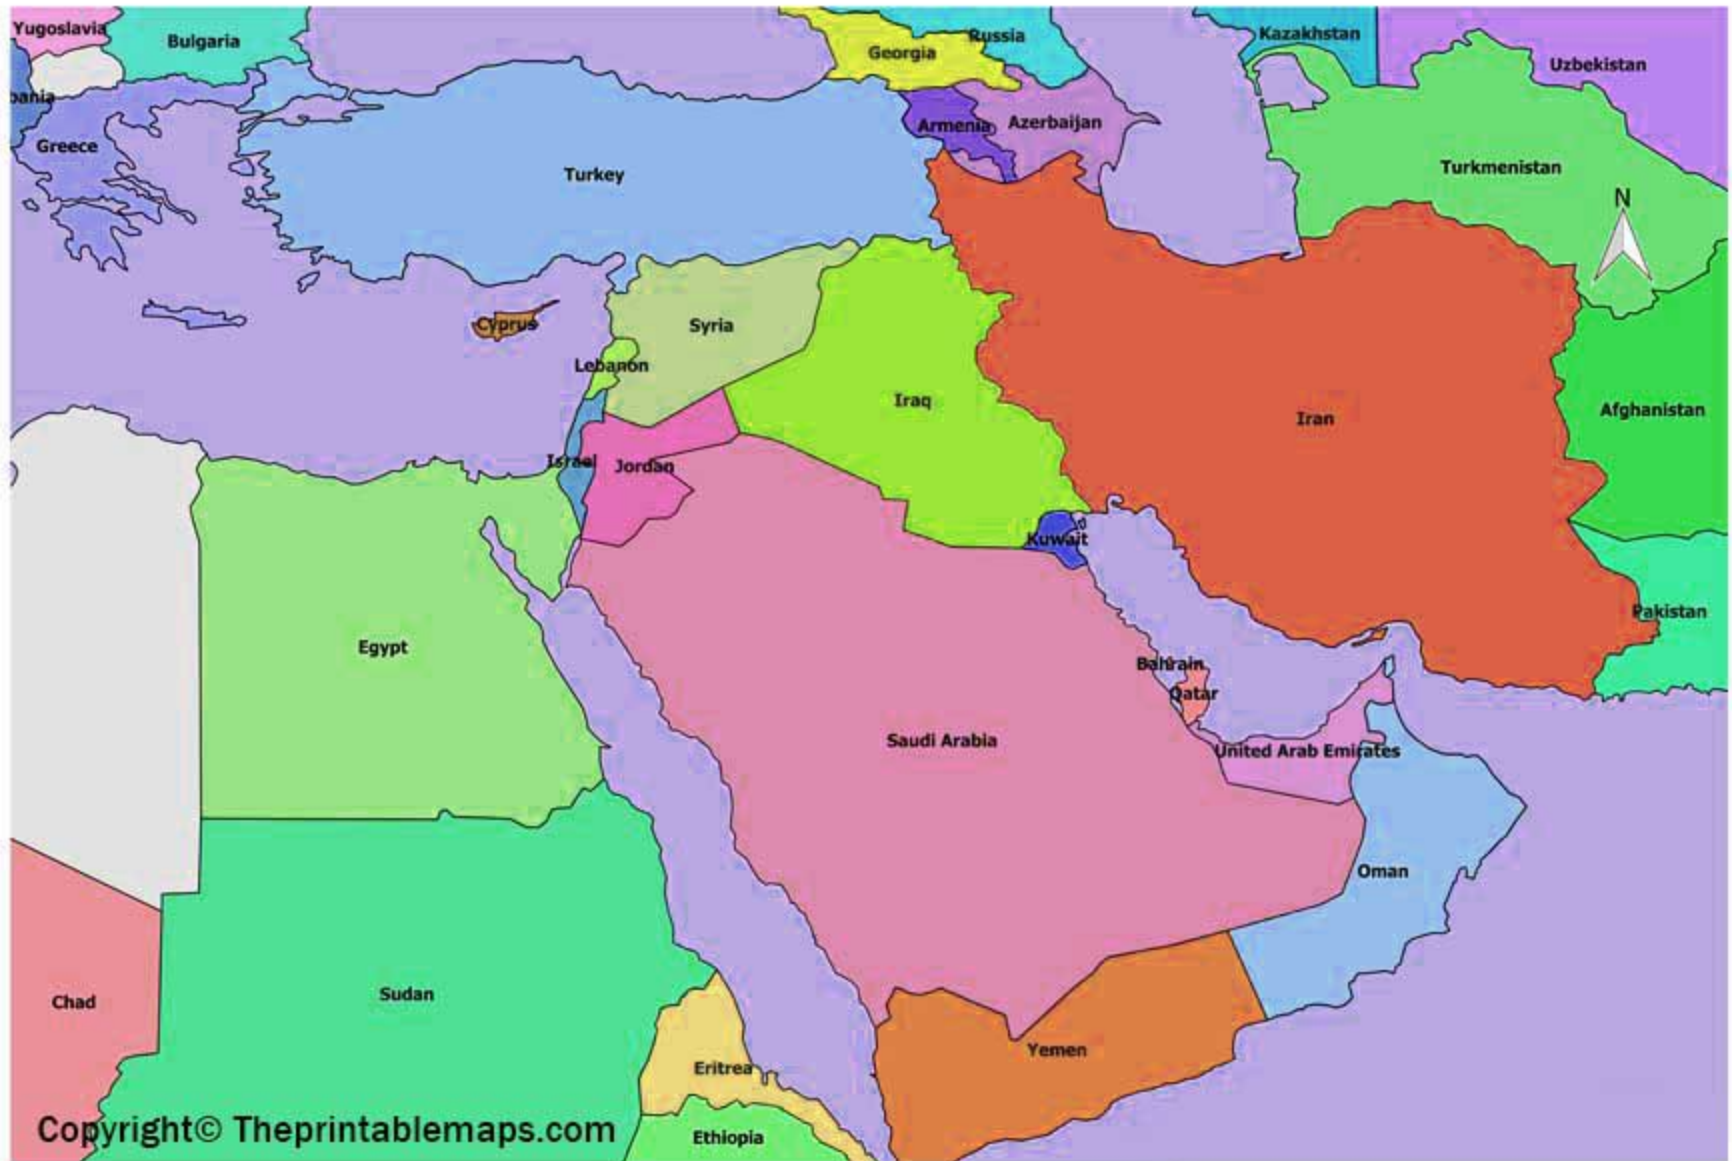 Yugoslavia
Bulgaria
Georgia
Russia
Kazakhstan
Uzbekistan
bania
Greece
Turkey
Armenia
Azerbaijan
Turkmenistan
N
Cyprus
Syria
Lebanon
Iraq
Iran
Afghanistan
Israel
Jordan
Kuwait
Pakistan
Egypt
Bahrain
Qatar
Saudi Arabia
United Arab Emirates
Oman
Chad
Sudan
Yemen
Eritrea
Ethiopia
Copyright© Theprintablemaps.com